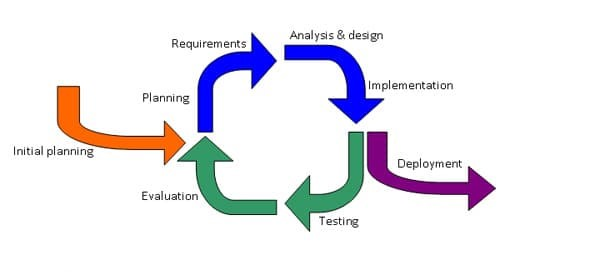 Analysis & design
Requirements
Implementation
Planning
Initial planning
Deployment
Evaluation
Testing